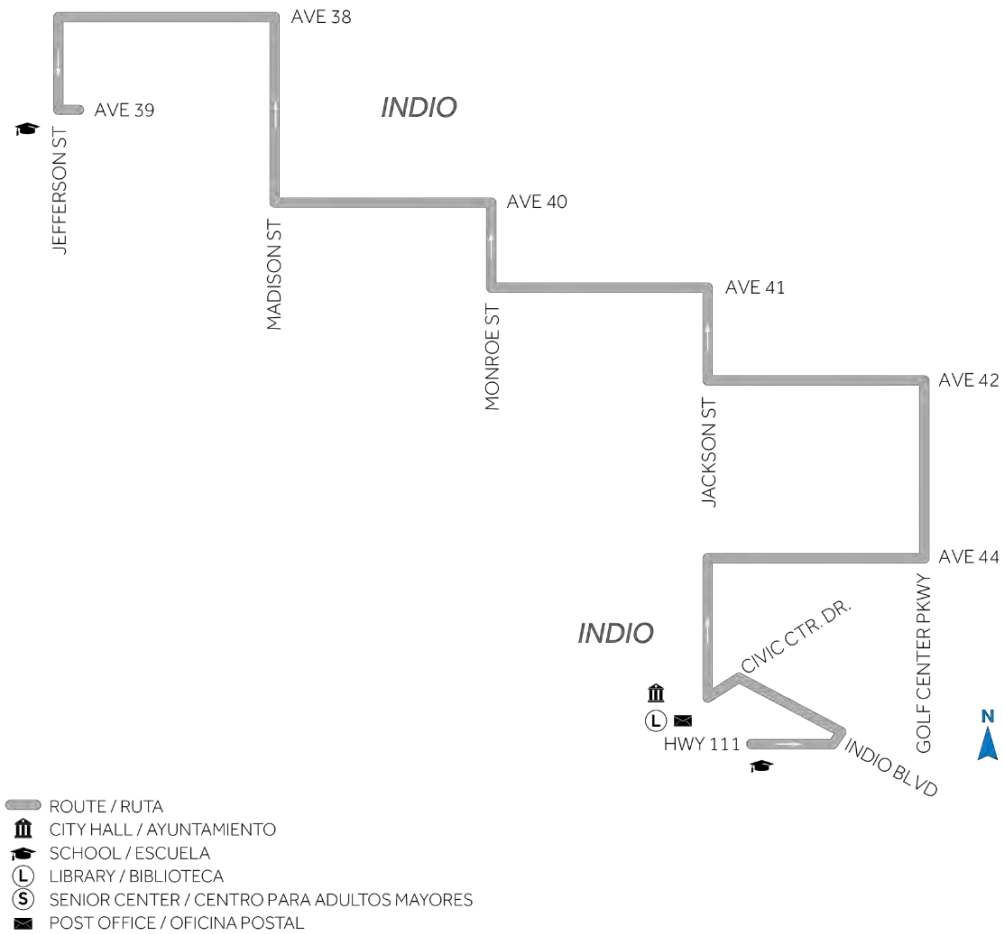 AVE 38
INDIO
AVE 39
JEFFERSON ST
AVE 40
MADISON ST
AVE 41
MONROE ST
AVE 42
JACKSON ST
AVE 44
GOLF CENTER PKWY
INDIO
CIVIC CTR. DR.
L
HWY 111
INDIO BLVD
N
ROUTE / RUTA
CITY HALL / AYUNTAMIENTO
SCHOOL / ESCUELA
L LIBRARY / BIBLIOTECA
S SENIOR CENTER / CENTRO PARA ADULTOS MAYORES
POST OFFICE / OFICINA POSTAL